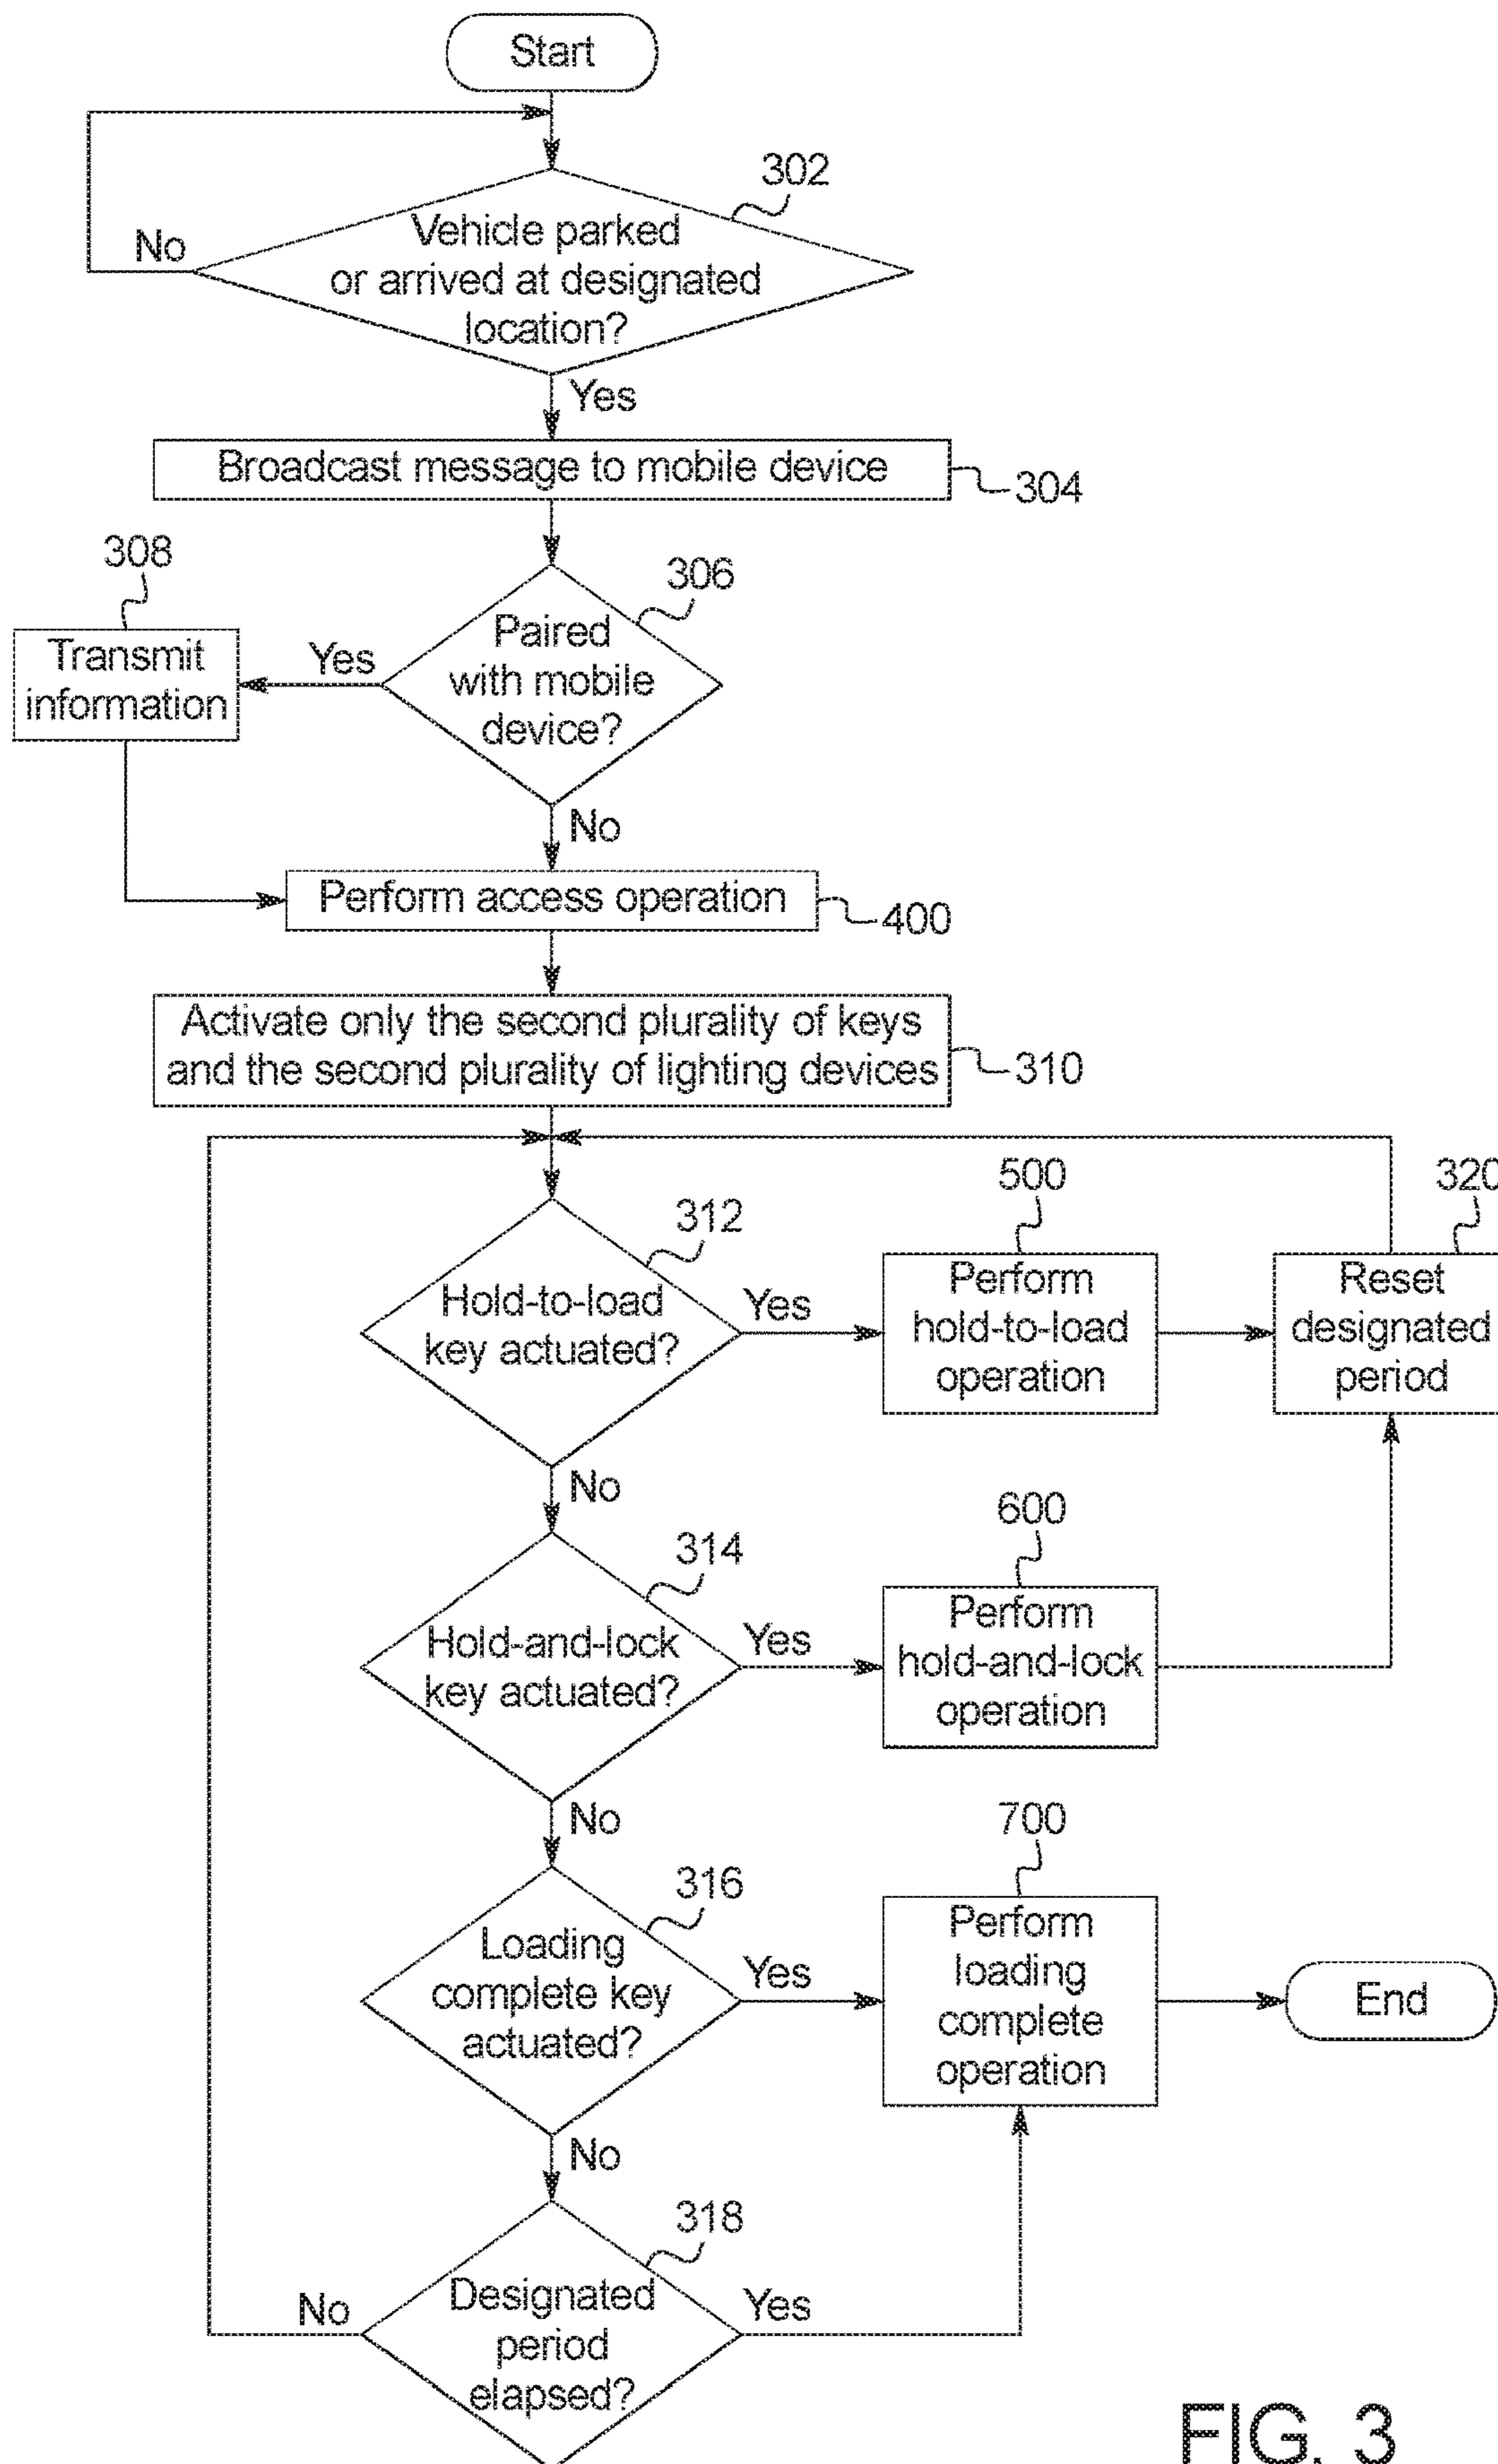 Start
302
Vehicle parked
or arrived at designated
location?
No
Yes
Broadcast message to mobile device
304
308
306
Transmit
information
Yes
Paired
with mobile
device?
No
Perform access operation
400
Activate only the second plurality of keys
and the second plurality of lighting devices
310
312
500
320
Hold-to-load
key actuated?
Yes
Perform
hold-to-load
operation
Reset
designated
period
No
314
600
Hold-and-lock
key actuated?
Yes
Perform
hold-and-lock
operation
No
316
700
Loading
complete key
actuated?
Yes
Perform
loading
complete
operation
End
No
318
Designated
period
elapsed?
No
Yes
FIG. 3